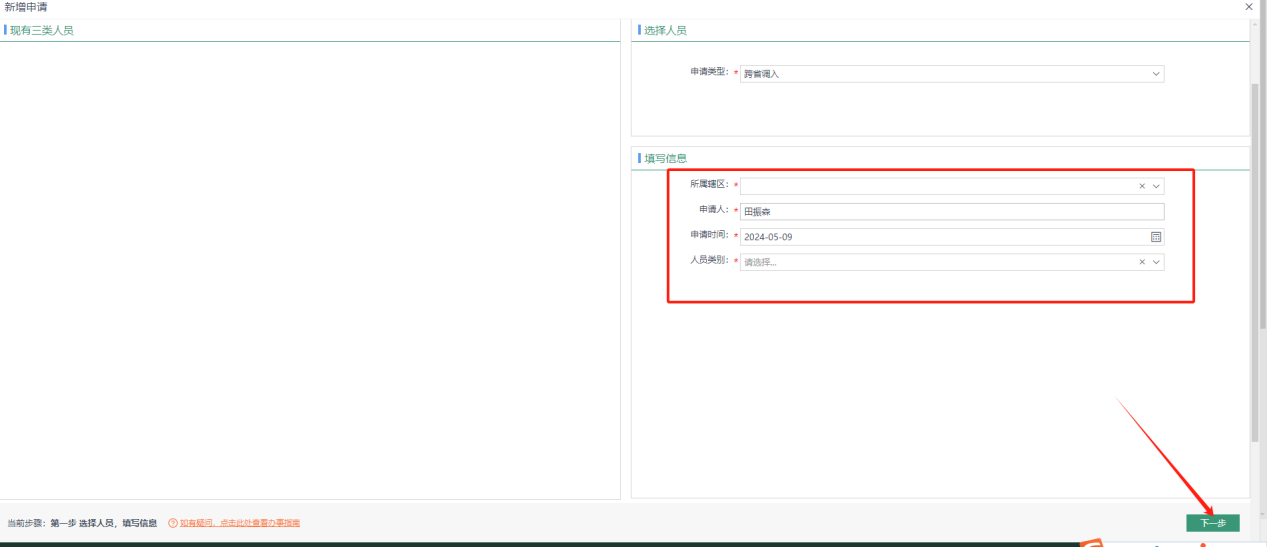 新增申请
现有三类人员
选择人员
申请类型：* 跨省调入
填写信息
所属辖区：*
申请人：* 田振森
申请时间：* 2024-05-09
人员类别：* 请选择...
当前步骤：第一步 选择人员，填写信息 如有疑问，点击此处查看办事指南
下一步